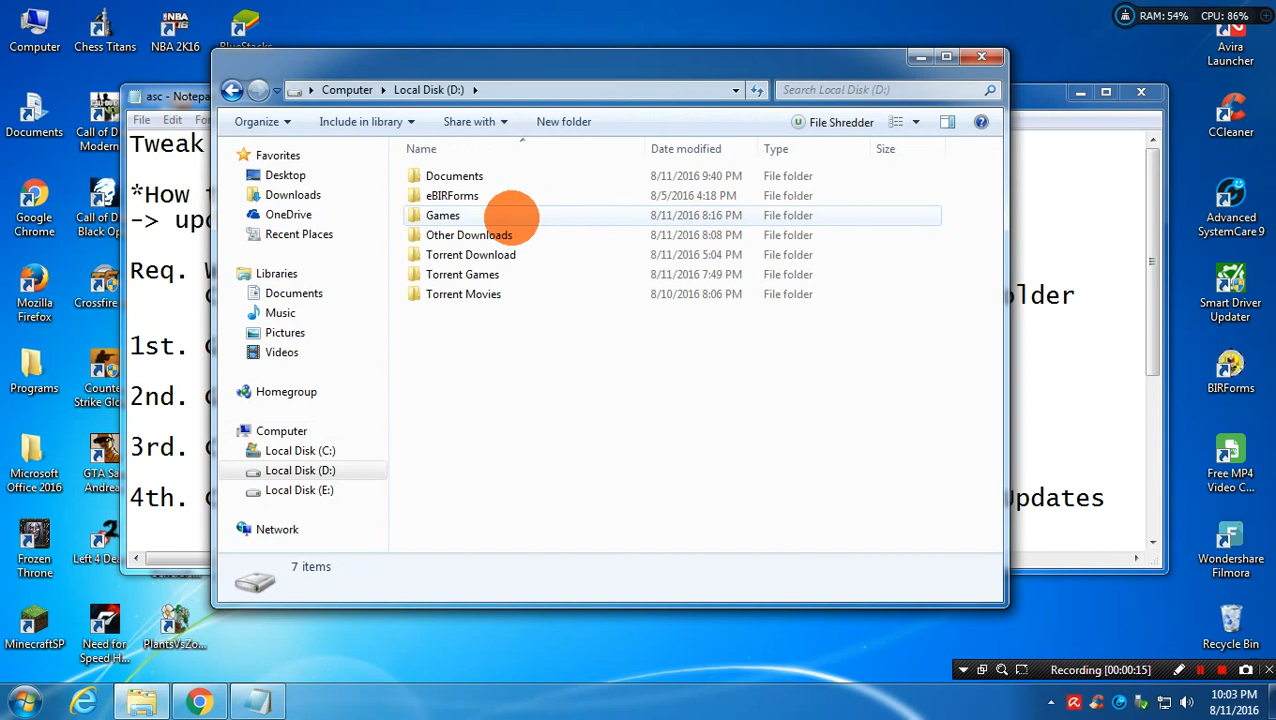 RAM: 54% CPU: 86%
Computer
Chess Titans
NBA 2K16
BlueStacks
Avira
Launcher
Documents
Call of D
Modern
CCleaner
Google
Chrome
Call of D
Black Op
Advanced
SystemCare 9
Mozilla
Firefox
Crossfire
Smart Driver
Updater
Programs
Counte
Strike Glo
BIRForms
Microsoft
Office 2016
GTA Sa
Andrea
Free MP4
Video C...
Frozen
Throne
Left 4 De
Wondershare
Filmora
MinecraftSP
Need for
Speed H...
PlantsVsZo...
Recycle Bin
asc - Notepa
File Edit Fo
Tweak
*How t
-> upd
Req. W
older
1st.
2nd.
3rd.
4th.
Updates
Computer Local Disk (D:)
Search Local Disk (D:)
Organize Include in library Share with New folder File Shredder
Name Date modified Type Size
Documents 8/11/2016 9:40 PM File folder
eBIRForms 8/5/2016 4:18 PM File folder
Games 8/11/2016 8:16 PM File folder
Other Downloads 8/11/2016 8:08 PM File folder
Torrent Download 8/11/2016 5:04 PM File folder
Torrent Games 8/11/2016 7:49 PM File folder
Torrent Movies 8/10/2016 8:06 PM File folder
Favorites
Desktop
Downloads
OneDrive
Recent Places
Libraries
Documents
Music
Pictures
Videos
Homegroup
Computer
Local Disk (C:)
Local Disk (D:)
Local Disk (E:)
Network
7 items
Recording [00:00:15]
10:03 PM
8/11/2016